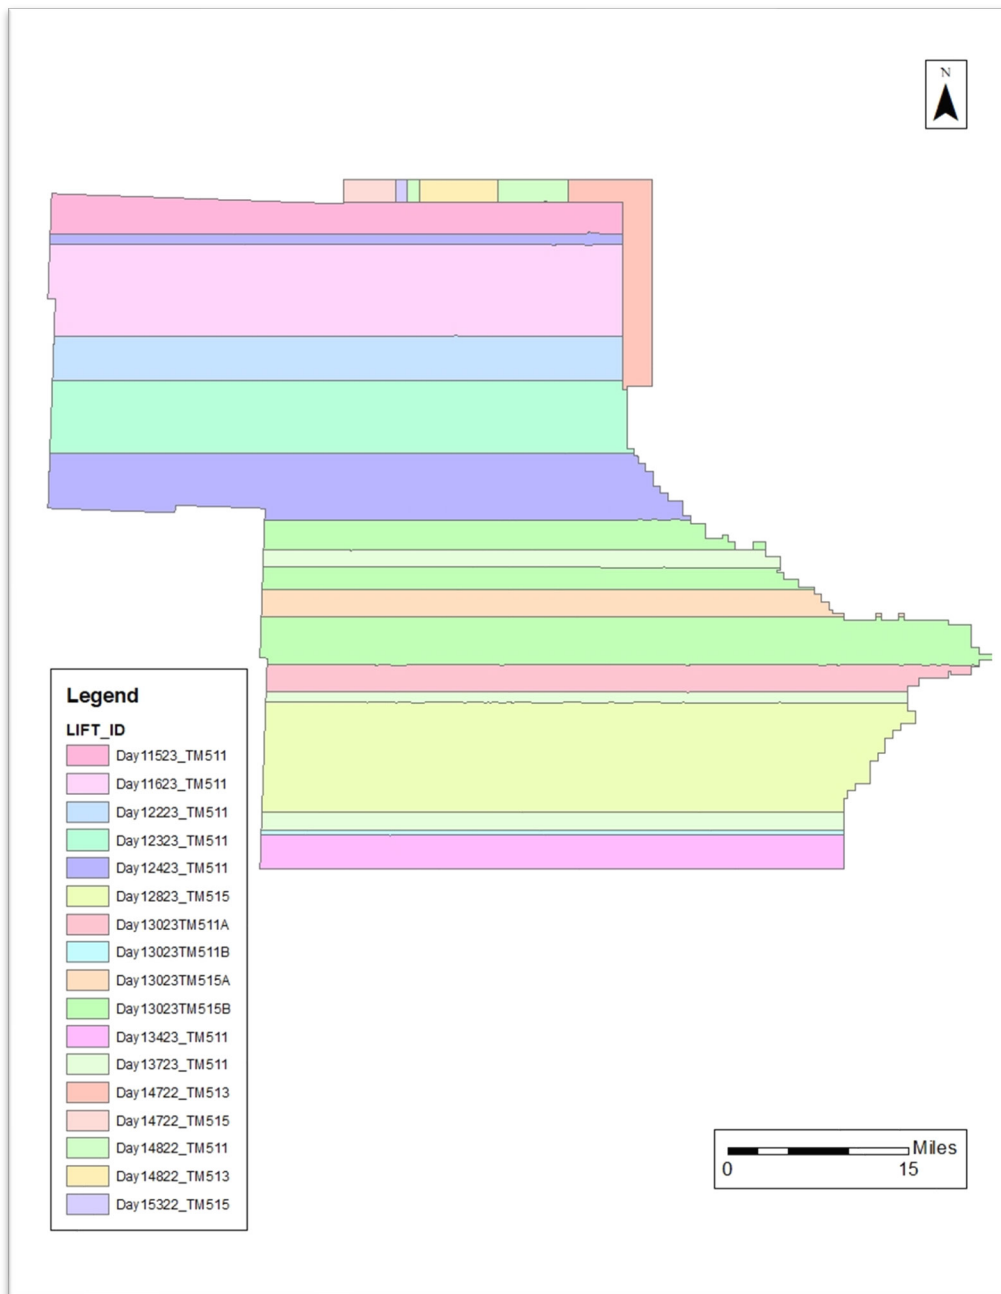 N
Legend
LIFT_ID
Day11523_TM511
Day11623_TM511
Day12223_TM511
Day12323_TM511
Day12423_TM511
Day12823_TM515
Day13023TM511A
Day13023TM511B
Day13023TM515A
Day13023TM515B
Day13423_TM511
Day13723_TM511
Day14722_TM513
Day14722_TM515
Day14822_TM511
Day14822_TM513
Day15322_TM515
Miles
0 15